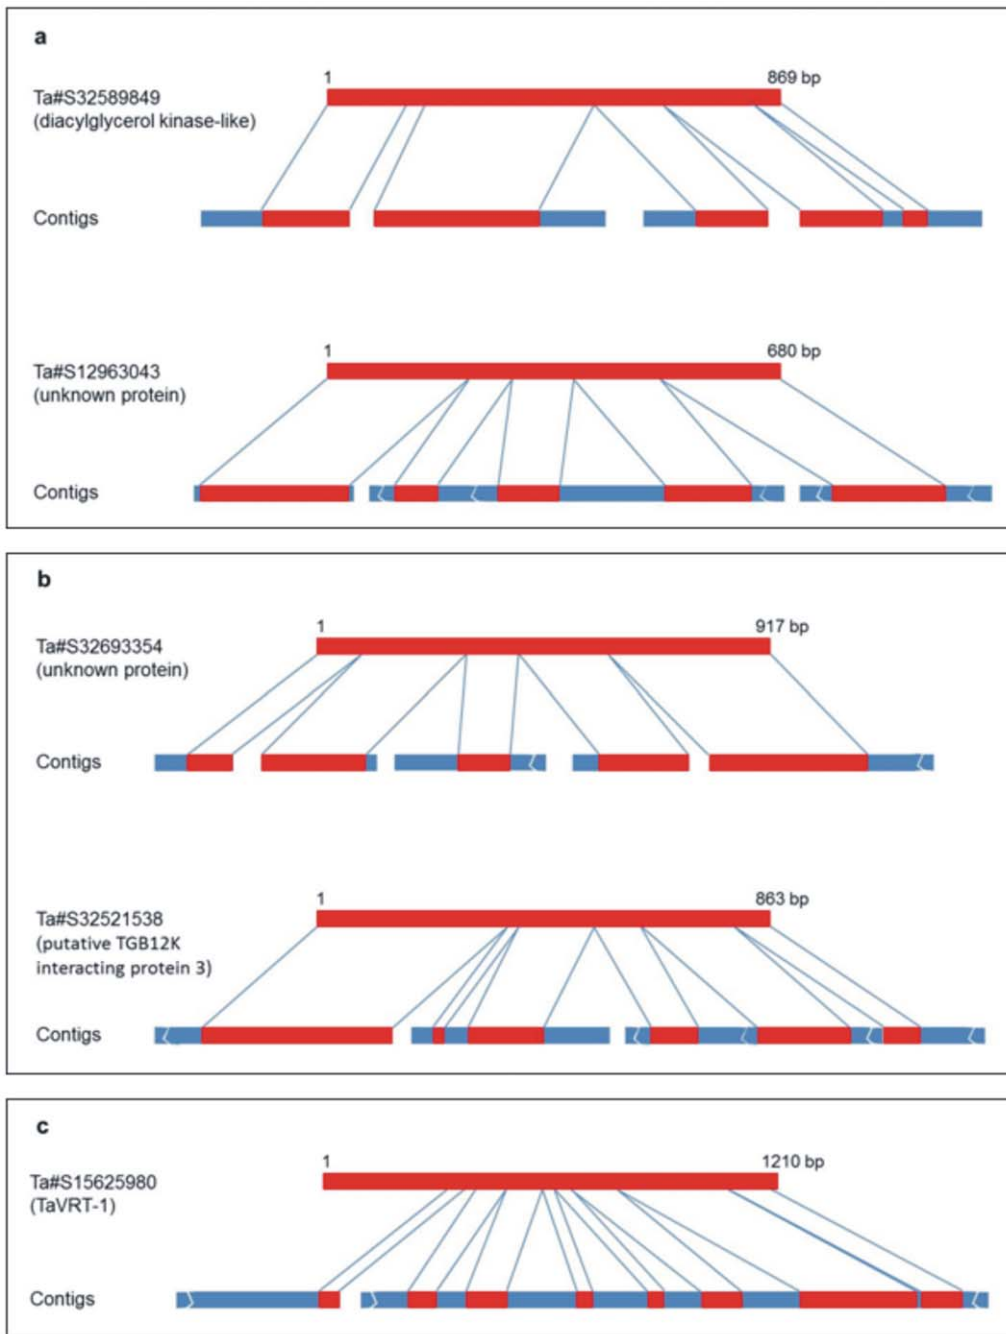 a
1 869 bp
Ta#S32589849
(diacylglycerol kinase-like)
Contigs
1 680 bp
Ta#S12963043
(unknown protein)
Contigs
b
1 917 bp
Ta#S32693354
(unknown protein)
Contigs
1 863 bp
Ta#S32521538
(putative TGB12K
interacting protein 3)
Contigs
c
1 1210 bp
Ta#S15625980
(TaVRT-1)
Contigs